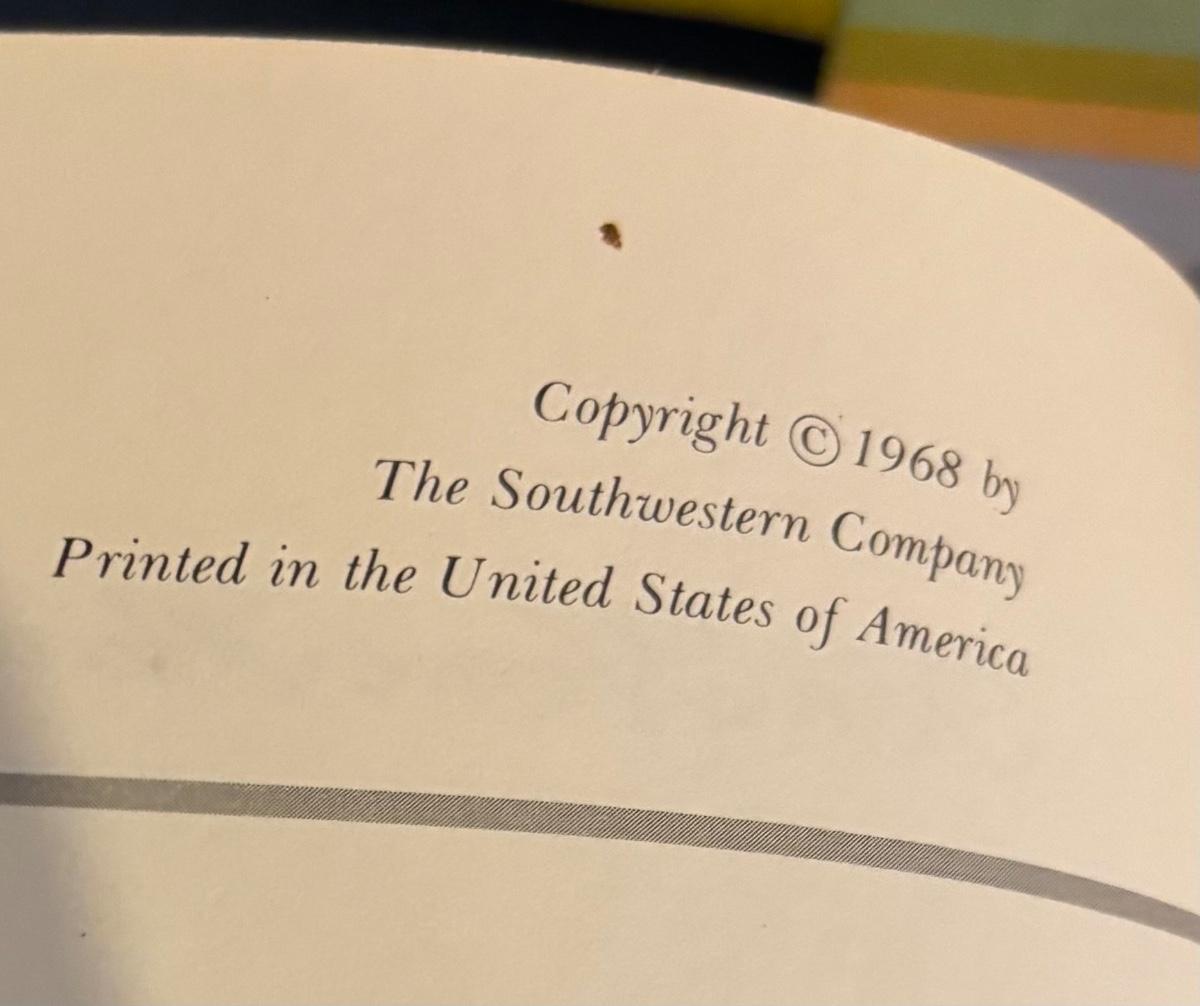 Copyright © 1968 by
The Southwestern Company
Printed in the United States of America